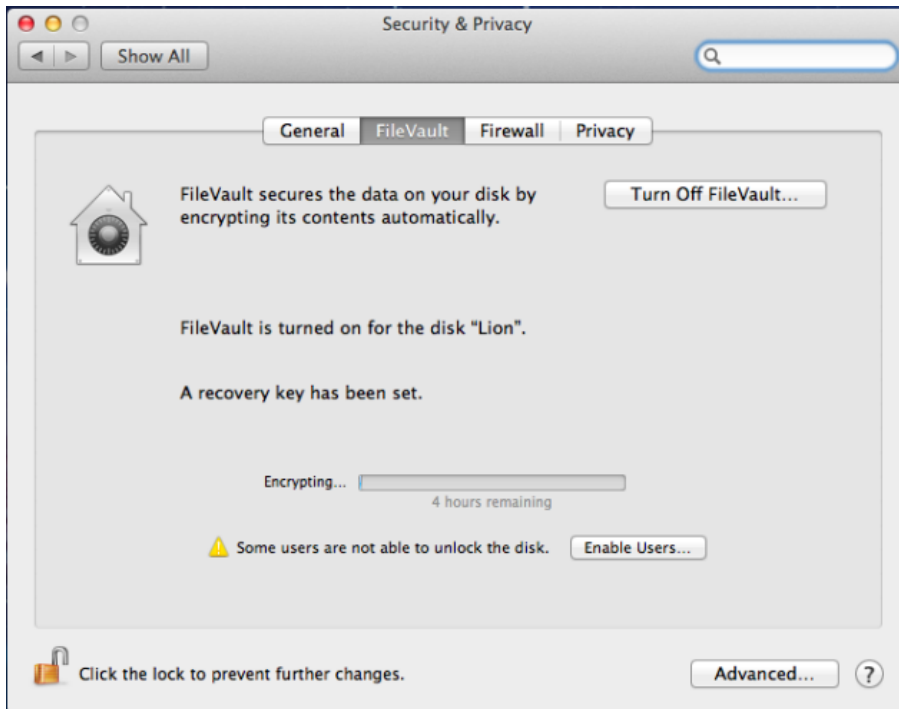 Security & Privacy
Show All
General FileVault Firewall Privacy
FileVault secures the data on your disk by
encrypting its contents automatically.
Turn Off FileVault...
FileVault is turned on for the disk “Lion”.
A recovery key has been set.
Encrypting...
4 hours remaining
Some users are not able to unlock the disk.
Enable Users...
Click the lock to prevent further changes.
Advanced...
?